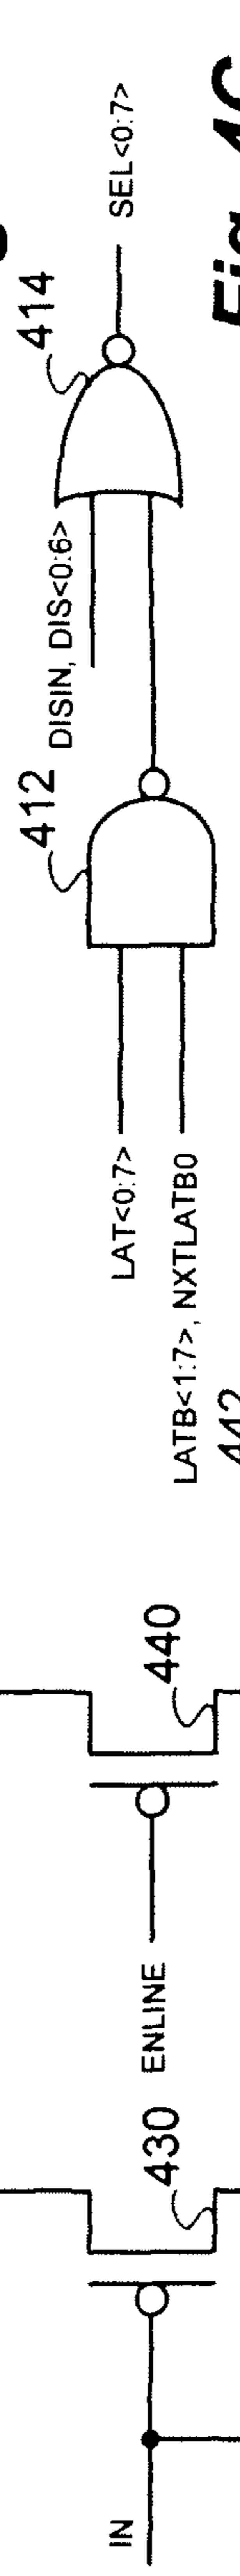 414
SEL<0:7>
412
DISIN, DIS<0:6>
LAT<0:7>
LATB<1:7>, NXTLATB0
440
ENLINE
430
IN